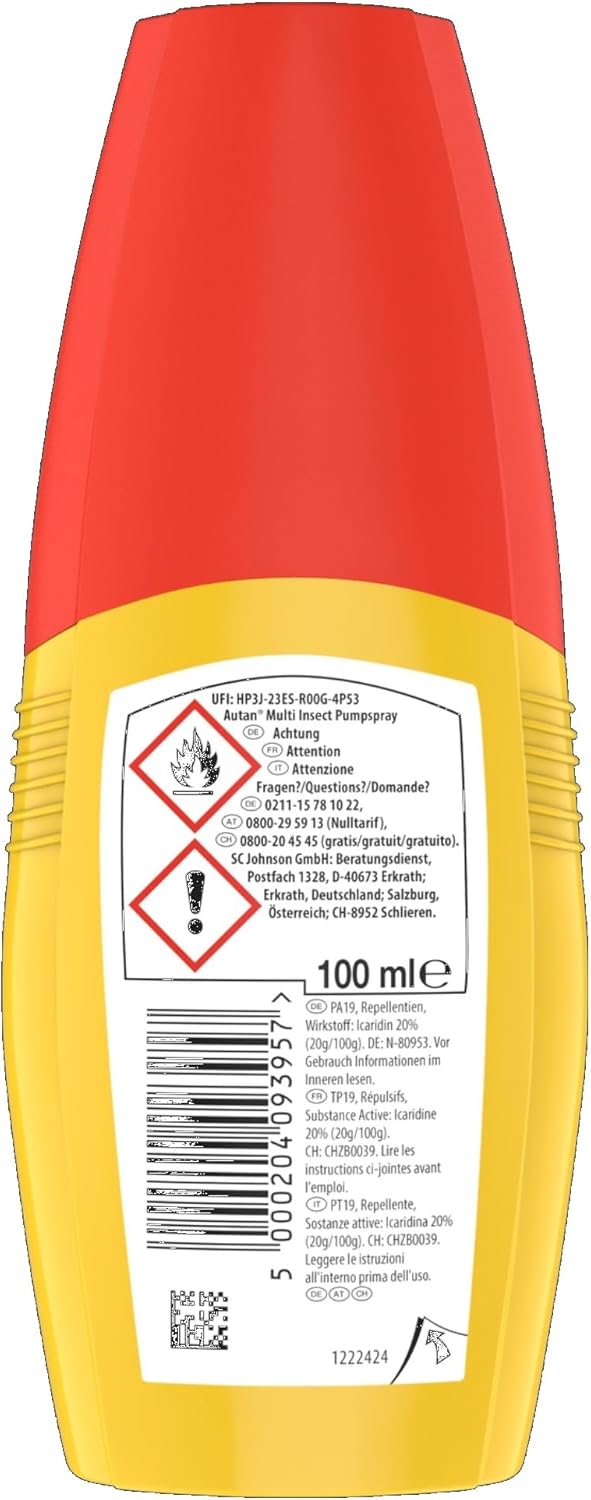 UFI: HP3J-23ES-R00G-4P53
Autan® Multi Insect Pumpspray
DE Achtung
FR Attention
IT Attenzione
Fragen?/Questions?/Domande?
DE 0211-15 78 10 22,
AT 0800-29 59 13 (Nulltarif),
CH 0800-20 45 45 (gratis/gratuit/gratuito).
SC Johnson GmbH: Beratungsdienst,
Postfach 1328, D-40673 Erkrath;
Erkrath, Deutschland; Salzburg,
Österreich; CH-8952 Schlieren.
100 ml e
DE PA19, Repellentien,
Wirkstoff: Icaridin 20%
(20g/100g). DE: N-80953. Vor
Gebrauch Informationen im
Inneren lesen.
FR TP19, Répulsifs,
Substance Active: Icaridine
20% (20g/100g).
CH: CHZB0039. Lire les
instructions ci-jointes avant
l'emploi.
IT PT19, Repellente,
Sostanze attive: Icaridina 20%
(20g/100g). CH: CHZB0039.
Leggere le istruzioni
all'interno prima dell'uso.
DE AT CH
5 000204 093957 >
1222424